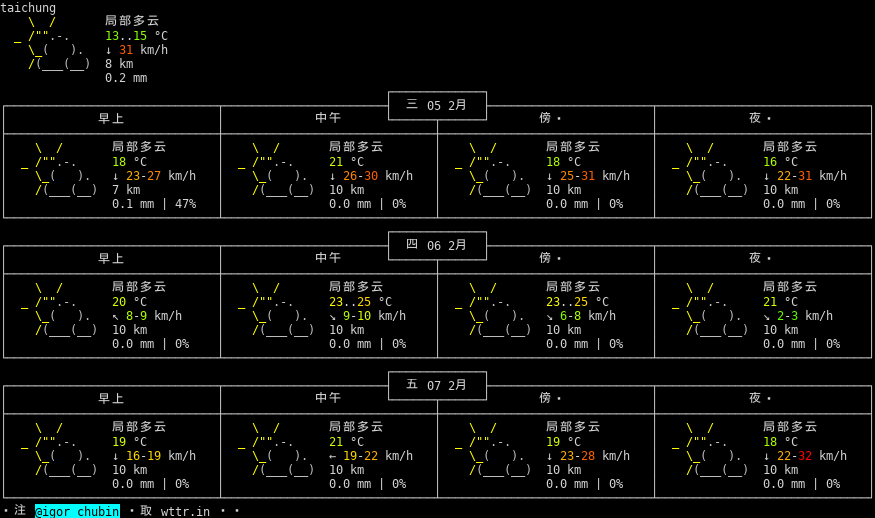 taichung
局部多云
13..15 °C
↓ 31 km/h
8 km
0.2 mm
三 05 2月
早上 中午 傍· 夜·
局部多云 局部多云 局部多云 局部多云
18 °C 21 °C 18 °C 16 °C
↓ 23-27 km/h ↓ 26-30 km/h ↓ 25-31 km/h ↓ 22-31 km/h
7 km 10 km 10 km 10 km
0.1 mm | 47% 0.0 mm | 0% 0.0 mm | 0% 0.0 mm | 0%
四 06 2月
早上 中午 傍· 夜·
局部多云 局部多云 局部多云 局部多云
20 °C 23..25 °C 23..25 °C 21 °C
↖ 8-9 km/h ↘ 9-10 km/h ↘ 6-8 km/h ↘ 2-3 km/h
10 km 10 km 10 km 10 km
0.0 mm | 0% 0.0 mm | 0% 0.0 mm | 0% 0.0 mm | 0%
五 07 2月
早上 中午 傍· 夜·
局部多云 局部多云 局部多云 局部多云
19 °C 21 °C 19 °C 18 °C
↓ 16-19 km/h ← 19-22 km/h ↓ 23-28 km/h ↓ 22-32 km/h
10 km 10 km 10 km 10 km
0.0 mm | 0% 0.0 mm | 0% 0.0 mm | 0% 0.0 mm | 0%
·注 @igor_chubin ·取 wttr.in ··